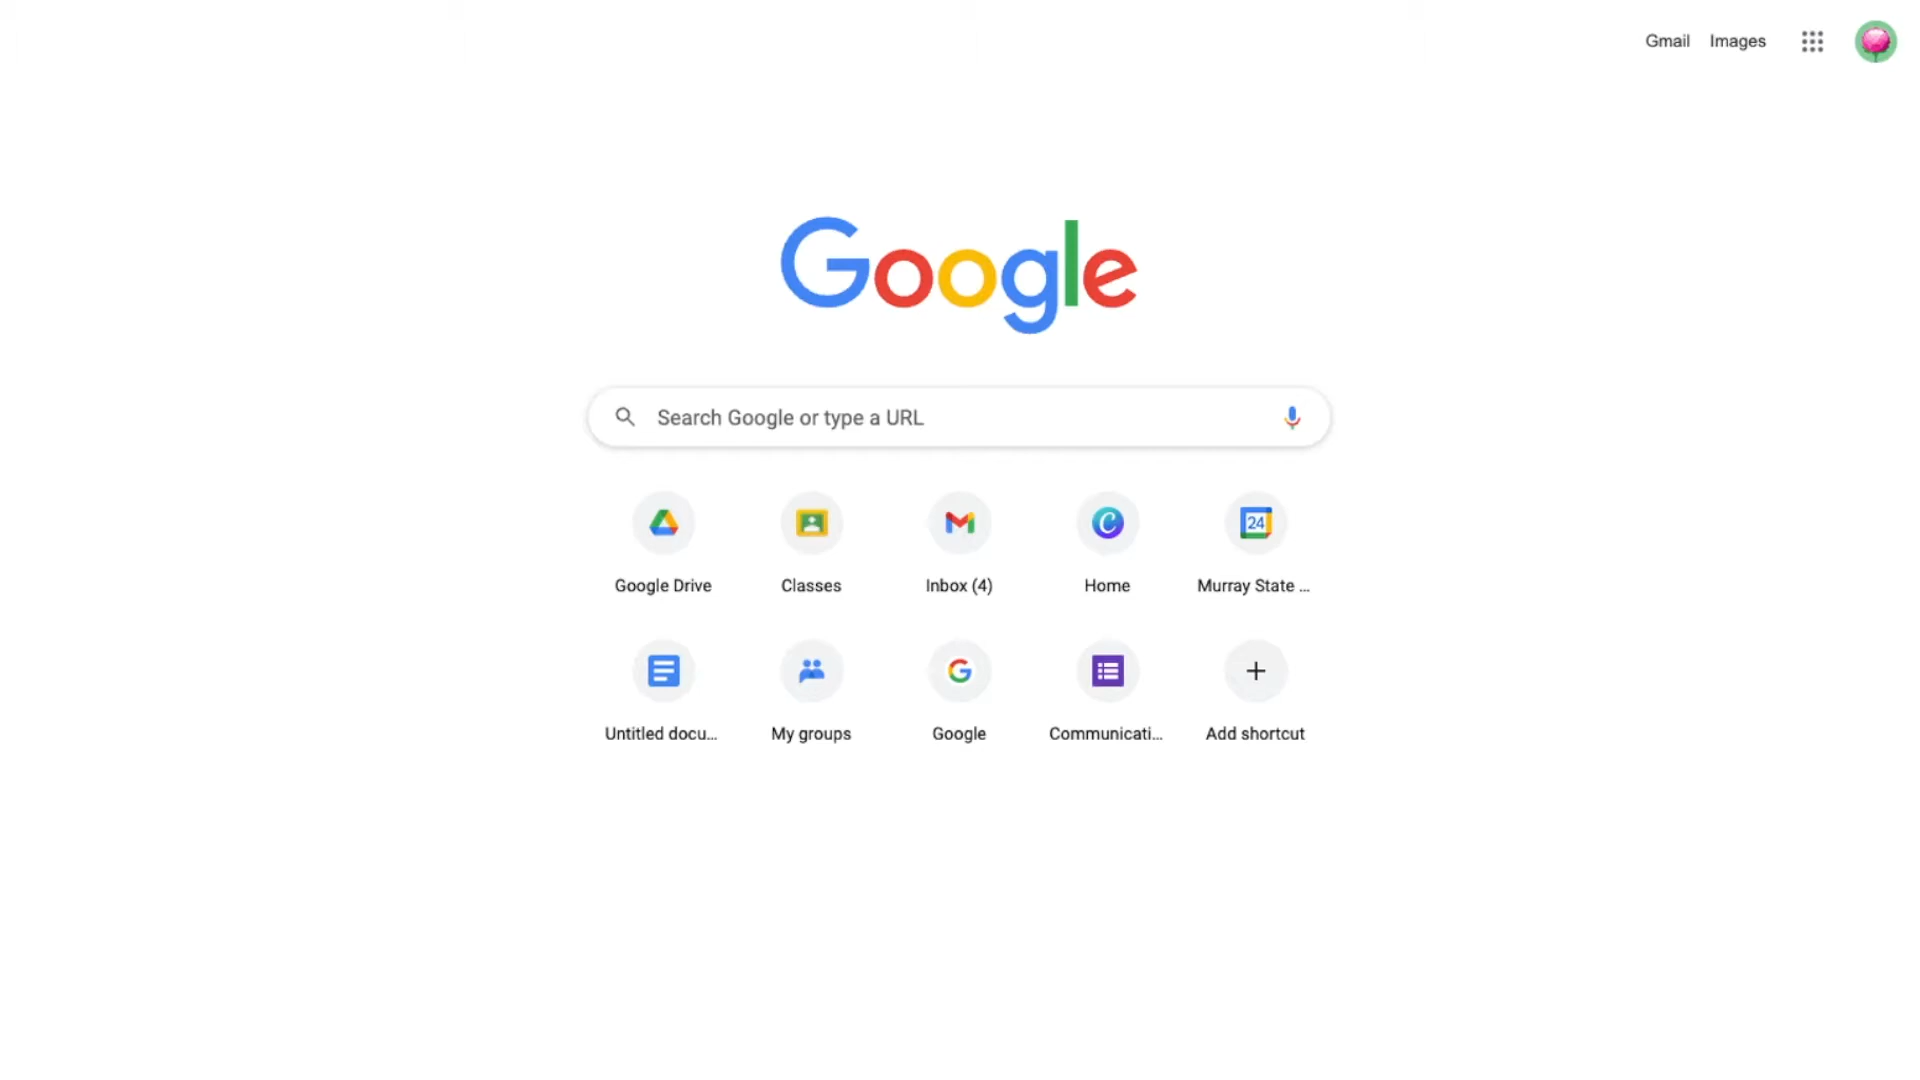 Gmail Images
Google
Search Google or type a URL
24
Google Drive Classes Inbox (4) Home Murray State ...
Untitled docu... My groups Google Communicati... Add shortcut